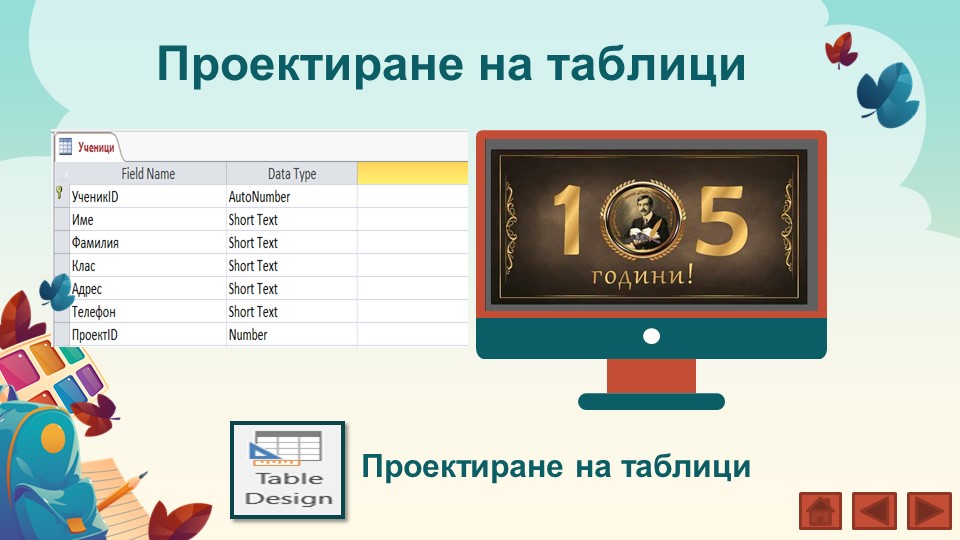 Проектиране на таблици
Ученици
Field Name Data Type
УченикID AutoNumber
Име Short Text
Фамилия Short Text
Клас Short Text
Адрес Short Text
Телефон Short Text
ПроектID Number
105
години!
Table
Design
Проектиране на таблици